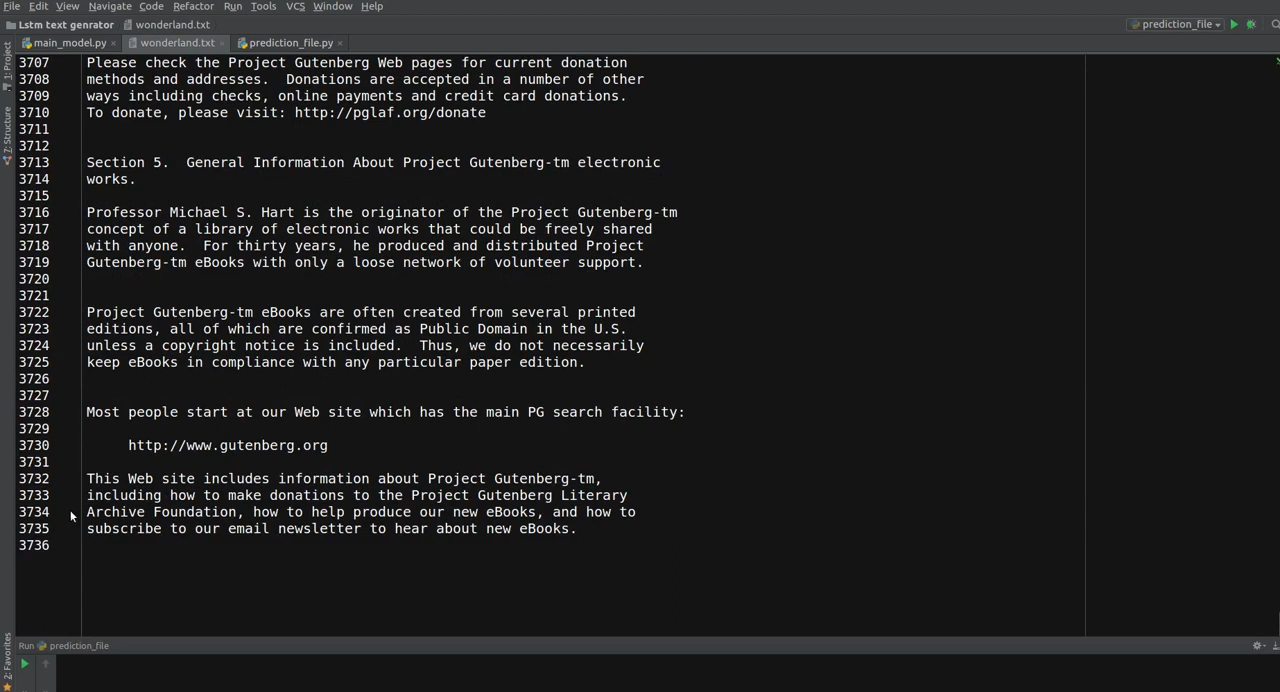 File Edit View Navigate Code Refactor Run Tools VCS Window Help
Lstm text genrator wonderland.txt prediction_file
main_model.py wonderland.txt prediction_file.py
1: Project
7: Structure
2: Favorites
3707 Please check the Project Gutenberg Web pages for current donation
3708 methods and addresses.  Donations are accepted in a number of other
3709 ways including checks, online payments and credit card donations.
3710 To donate, please visit: http://pglaf.org/donate
3711
3712
3713 Section 5.  General Information About Project Gutenberg-tm electronic
3714 works.
3715
3716 Professor Michael S. Hart is the originator of the Project Gutenberg-tm
3717 concept of a library of electronic works that could be freely shared
3718 with anyone.  For thirty years, he produced and distributed Project
3719 Gutenberg-tm eBooks with only a loose network of volunteer support.
3720
3721
3722 Project Gutenberg-tm eBooks are often created from several printed
3723 editions, all of which are confirmed as Public Domain in the U.S.
3724 unless a copyright notice is included.  Thus, we do not necessarily
3725 keep eBooks in compliance with any particular paper edition.
3726
3727
3728 Most people start at our Web site which has the main PG search facility:
3729
3730 http://www.gutenberg.org
3731
3732 This Web site includes information about Project Gutenberg-tm,
3733 including how to make donations to the Project Gutenberg Literary
3734 Archive Foundation, how to help produce our new eBooks, and how to
3735 subscribe to our email newsletter to hear about new eBooks.
3736
Run prediction_file